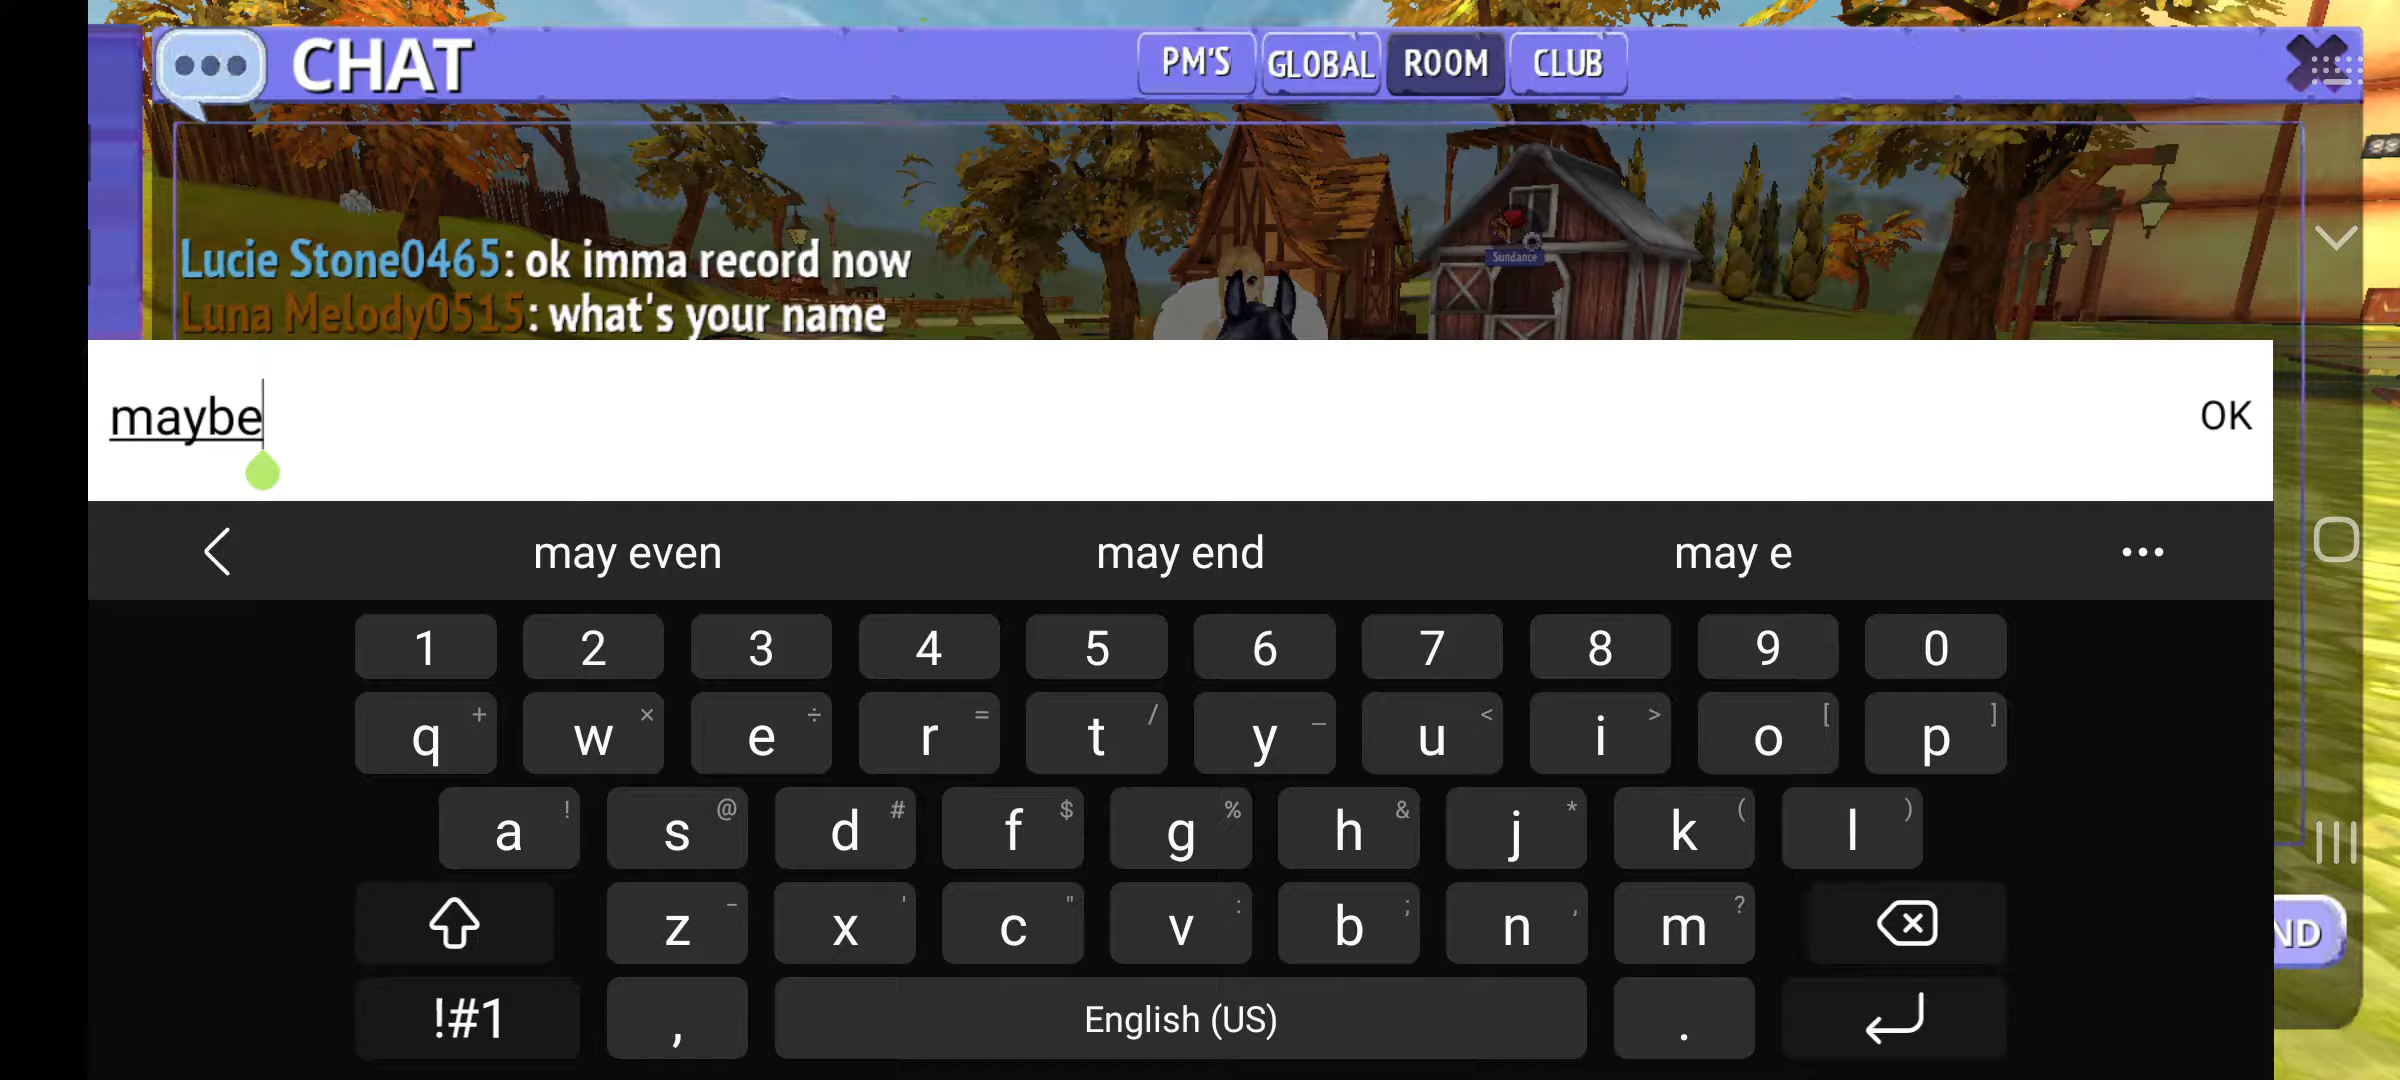 CHAT
PM'S GLOBAL ROOM CLUB
Sundance
Lucie Stone0465: ok imma record now
Luna Melody0515: what's your name
maybe OK
may even may end may e
1 2 3 4 5 6 7 8 9 0
q + w × e ÷ r = t / y _ u < i > o [ p ]
a ! s @ d # f $ g % h & j * k ( l )
z - x ' c " v : b ; n , m ?
ND
!#1 , English (US) .